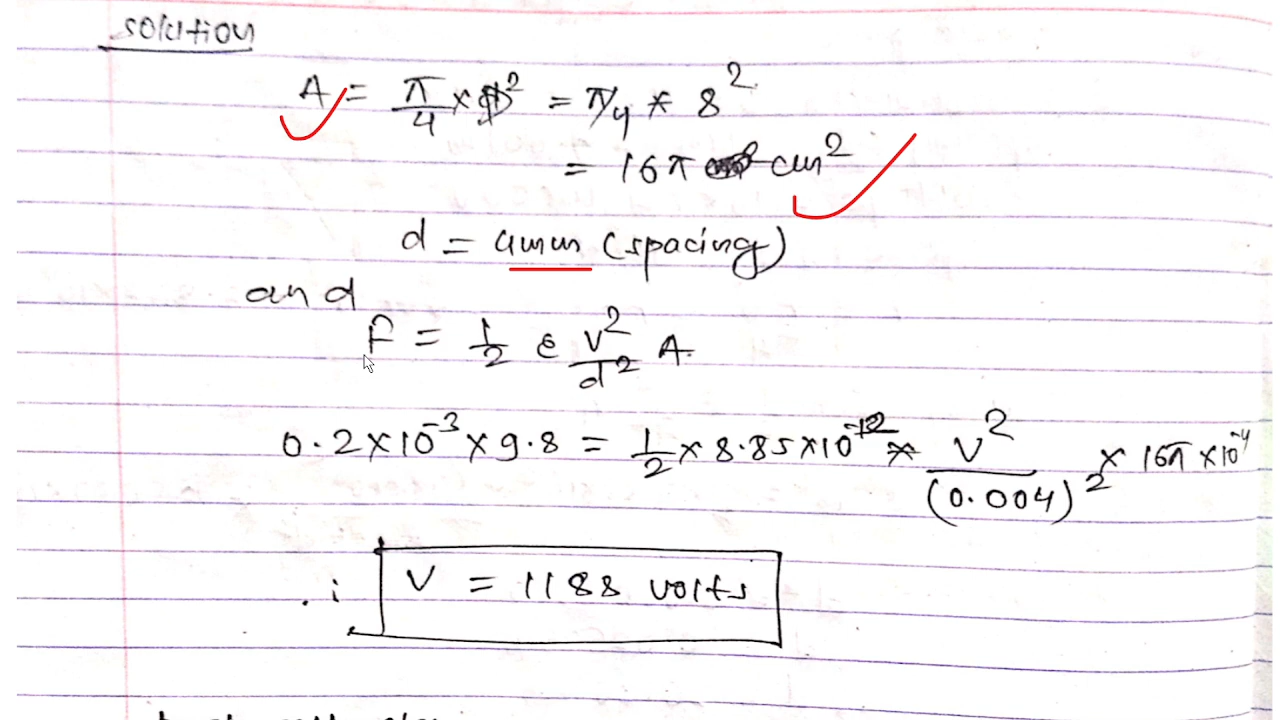 solution
A = π/4 × D² = π/4 * 8²
= 16π cm²
d = 4mm (spacing)
and
F = 1/2 ε V²/d² A.
0.2×10⁻³×9.8 = 1/2 × 8.85×10⁻¹² * V²/(0.004)² × 16π ×10⁻⁴
∴ V = 1188 volts